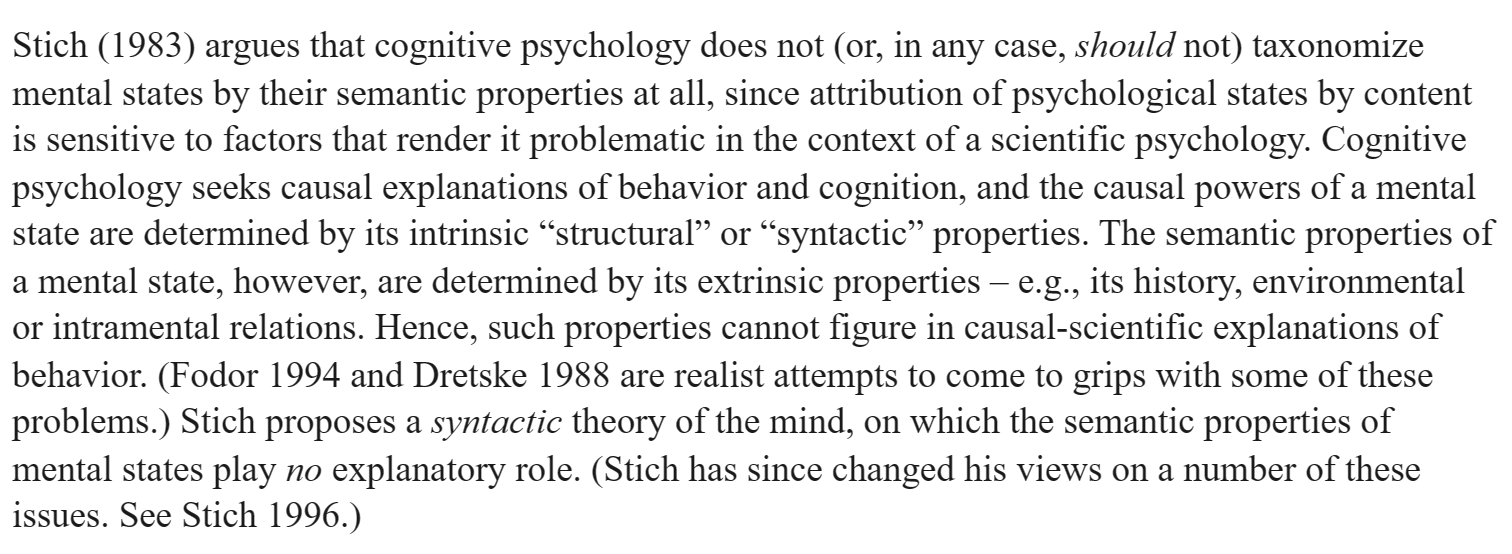 Stich (1983) argues that cognitive psychology does not (or, in any case, should not) taxonomize
mental states by their semantic properties at all, since attribution of psychological states by content
is sensitive to factors that render it problematic in the context of a scientific psychology. Cognitive
psychology seeks causal explanations of behavior and cognition, and the causal powers of a mental
state are determined by its intrinsic “structural” or “syntactic” properties. The semantic properties of
a mental state, however, are determined by its extrinsic properties – e.g., its history, environmental
or intramental relations. Hence, such properties cannot figure in causal-scientific explanations of
behavior. (Fodor 1994 and Dretske 1988 are realist attempts to come to grips with some of these
problems.) Stich proposes a syntactic theory of the mind, on which the semantic properties of
mental states play no explanatory role. (Stich has since changed his views on a number of these
issues. See Stich 1996.)